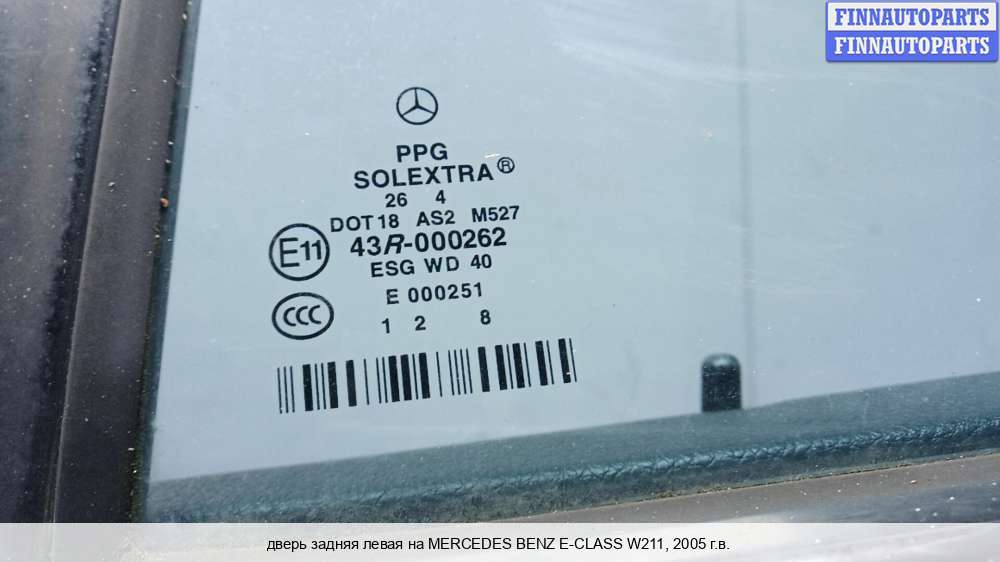 FINNAUTOPARTS
FINNAUTOPARTS
PPG
SOLEXTRA®
26 4
DOT18 AS2 M527
E11
43R-000262
ESG WD 40
E 000251
CCC
1 2 8
дверь задняя левая на MERCEDES BENZ E-CLASS W211, 2005 г.в.